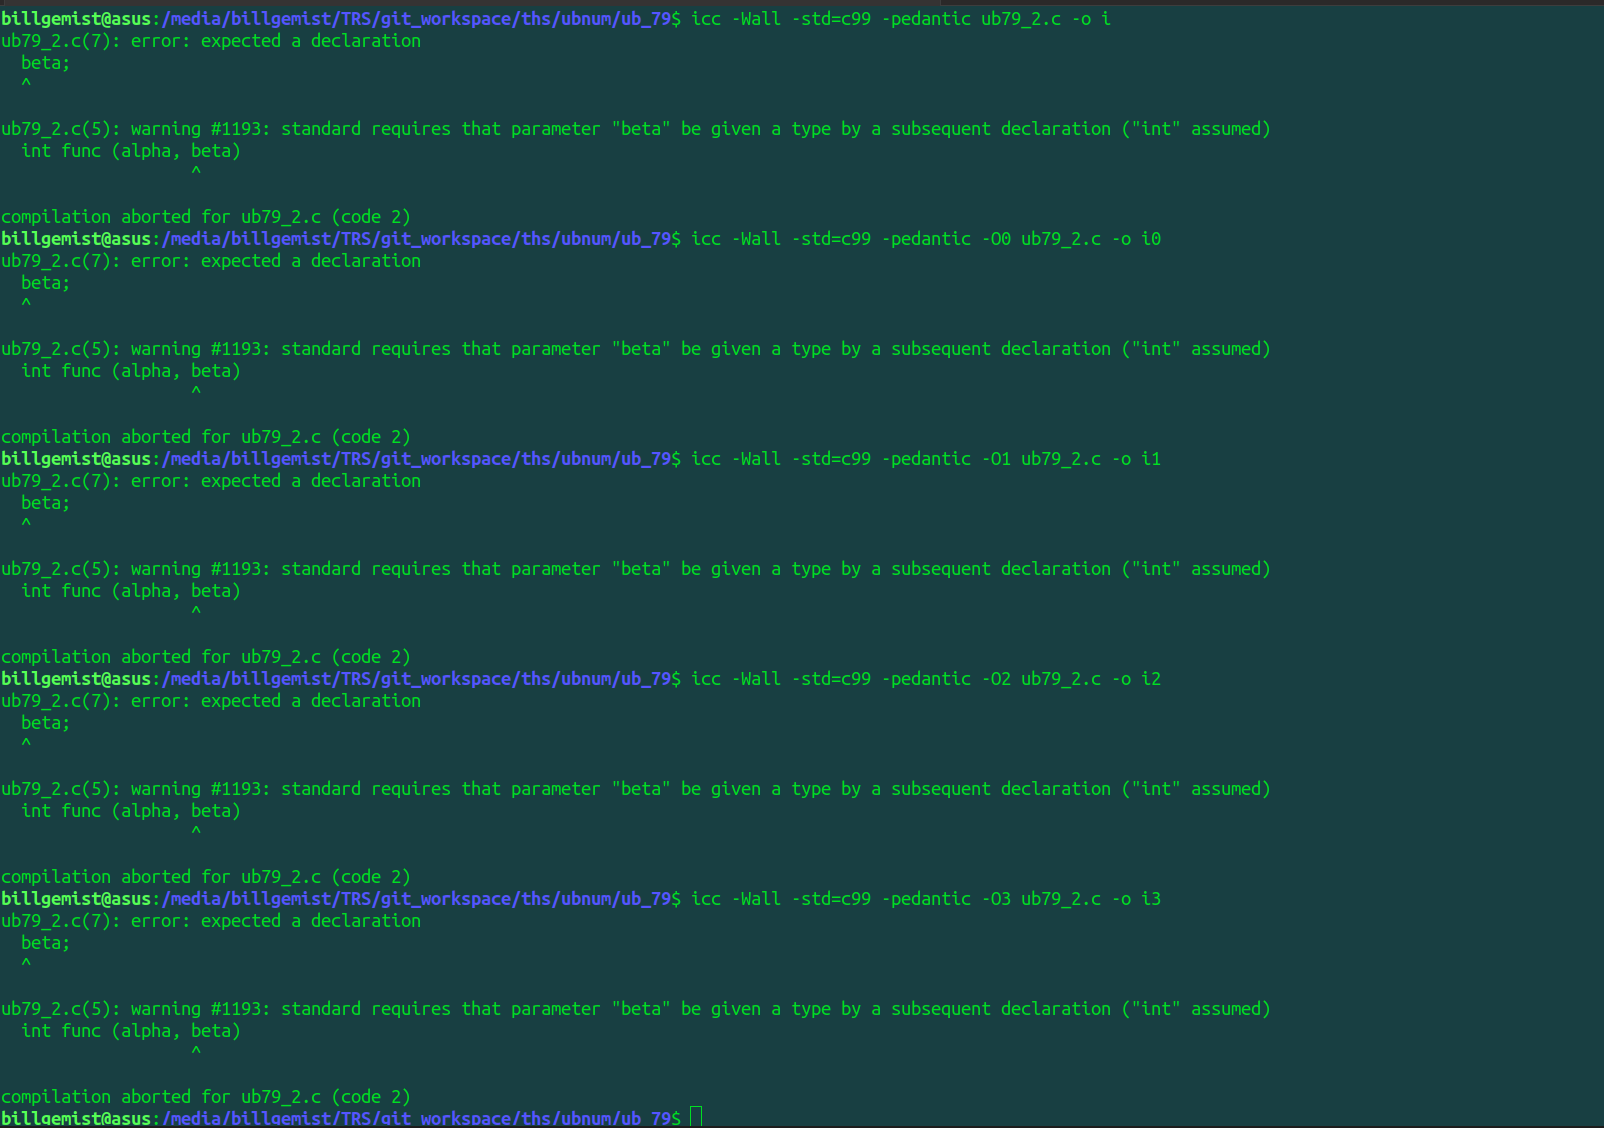 billgemist@asus:/media/billgemist/TRS/git_workspace/ths/ubnum/ub_79$ icc -Wall -std=c99 -pedantic ub79_2.c -o i
ub79_2.c(7): error: expected a declaration
  beta;
  ^

ub79_2.c(5): warning #1193: standard requires that parameter "beta" be given a type by a subsequent declaration ("int" assumed)
  int func (alpha, beta)
                   ^

compilation aborted for ub79_2.c (code 2)
billgemist@asus:/media/billgemist/TRS/git_workspace/ths/ubnum/ub_79$ icc -Wall -std=c99 -pedantic -O0 ub79_2.c -o i0
ub79_2.c(7): error: expected a declaration
  beta;
  ^

ub79_2.c(5): warning #1193: standard requires that parameter "beta" be given a type by a subsequent declaration ("int" assumed)
  int func (alpha, beta)
                   ^

compilation aborted for ub79_2.c (code 2)
billgemist@asus:/media/billgemist/TRS/git_workspace/ths/ubnum/ub_79$ icc -Wall -std=c99 -pedantic -O1 ub79_2.c -o i1
ub79_2.c(7): error: expected a declaration
  beta;
  ^

ub79_2.c(5): warning #1193: standard requires that parameter "beta" be given a type by a subsequent declaration ("int" assumed)
  int func (alpha, beta)
                   ^

compilation aborted for ub79_2.c (code 2)
billgemist@asus:/media/billgemist/TRS/git_workspace/ths/ubnum/ub_79$ icc -Wall -std=c99 -pedantic -O2 ub79_2.c -o i2
ub79_2.c(7): error: expected a declaration
  beta;
  ^

ub79_2.c(5): warning #1193: standard requires that parameter "beta" be given a type by a subsequent declaration ("int" assumed)
  int func (alpha, beta)
                   ^

compilation aborted for ub79_2.c (code 2)
billgemist@asus:/media/billgemist/TRS/git_workspace/ths/ubnum/ub_79$ icc -Wall -std=c99 -pedantic -O3 ub79_2.c -o i3
ub79_2.c(7): error: expected a declaration
  beta;
  ^

ub79_2.c(5): warning #1193: standard requires that parameter "beta" be given a type by a subsequent declaration ("int" assumed)
  int func (alpha, beta)
                   ^

compilation aborted for ub79_2.c (code 2)
billgemist@asus:/media/billgemist/TRS/git_workspace/ths/ubnum/ub_79$